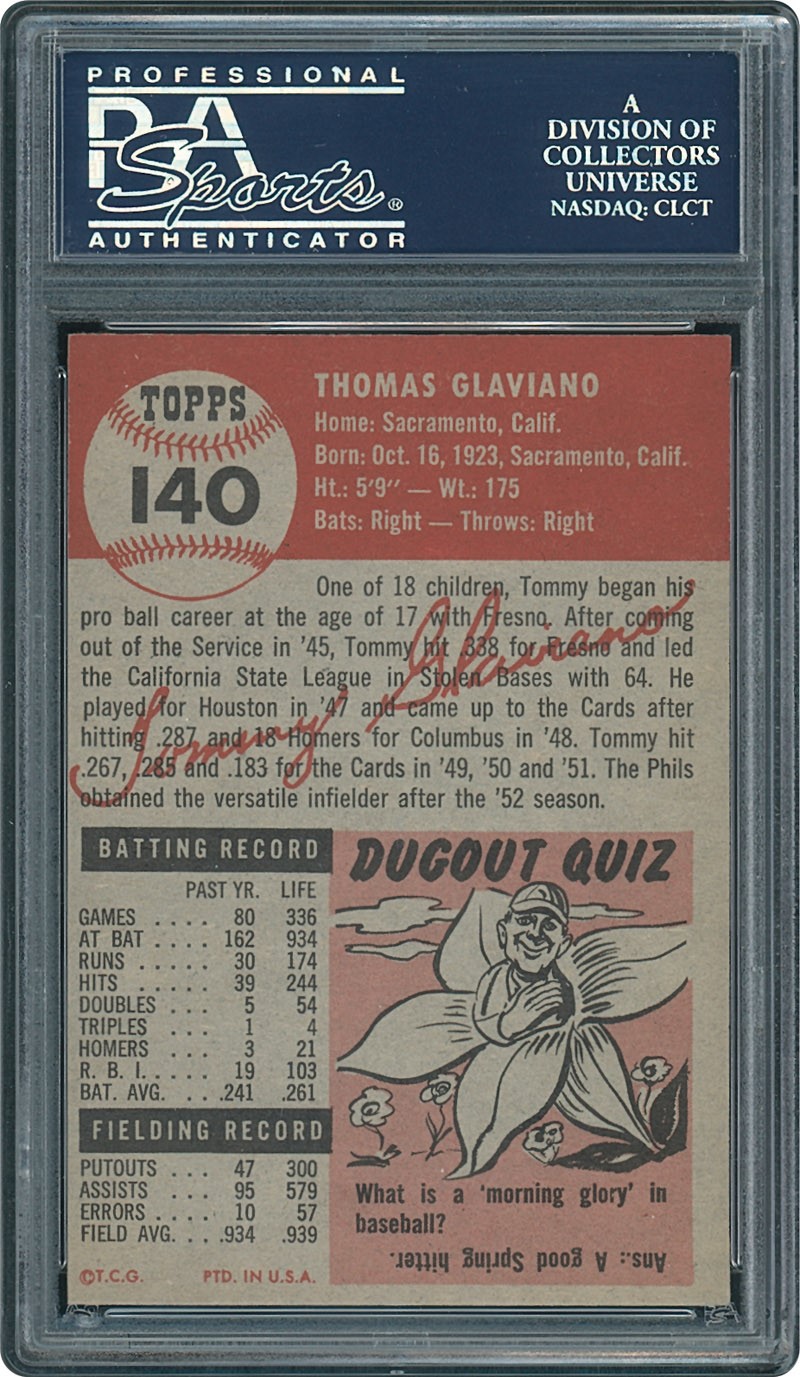 PROFESSIONAL
PSA
Sports®
AUTHENTICATOR
A
DIVISION OF
COLLECTORS
UNIVERSE
NASDAQ: CLCT
TOPPS
140
THOMAS GLAVIANO
Home: Sacramento, Calif.
Born: Oct. 16, 1923, Sacramento, Calif.
Ht.: 5'9" — Wt.: 175
Bats: Right — Throws: Right
One of 18 children, Tommy began his
pro ball career at the age of 17 with Fresno. After coming
out of the Service in '45, Tommy hit .338 for Fresno and led
the California State League in Stolen Bases with 64. He
played for Houston in '47 and came up to the Cards after
hitting .287 and 18 Homers for Columbus in '48. Tommy hit
.267, .285 and .183 for the Cards in '49, '50 and '51. The Phils
obtained the versatile infielder after the '52 season.
Tommy Glaviano
BATTING RECORD
PAST YR. LIFE
GAMES .... 80 336
AT BAT .... 162 934
RUNS ..... 30 174
HITS ..... 39 244
DOUBLES ... 5 54
TRIPLES ... 1 4
HOMERS ... 3 21
R. B. I. .... 19 103
BAT. AVG. ... .241 .261
FIELDING RECORD
PUTOUTS ... 47 300
ASSISTS ... 95 579
ERRORS .... 10 57
FIELD AVG. ... .934 .939
©T.C.G. PTD. IN U.S.A.
DUGOUT QUIZ
What is a 'morning glory' in
baseball?
Ans.: A good Spring hitter.